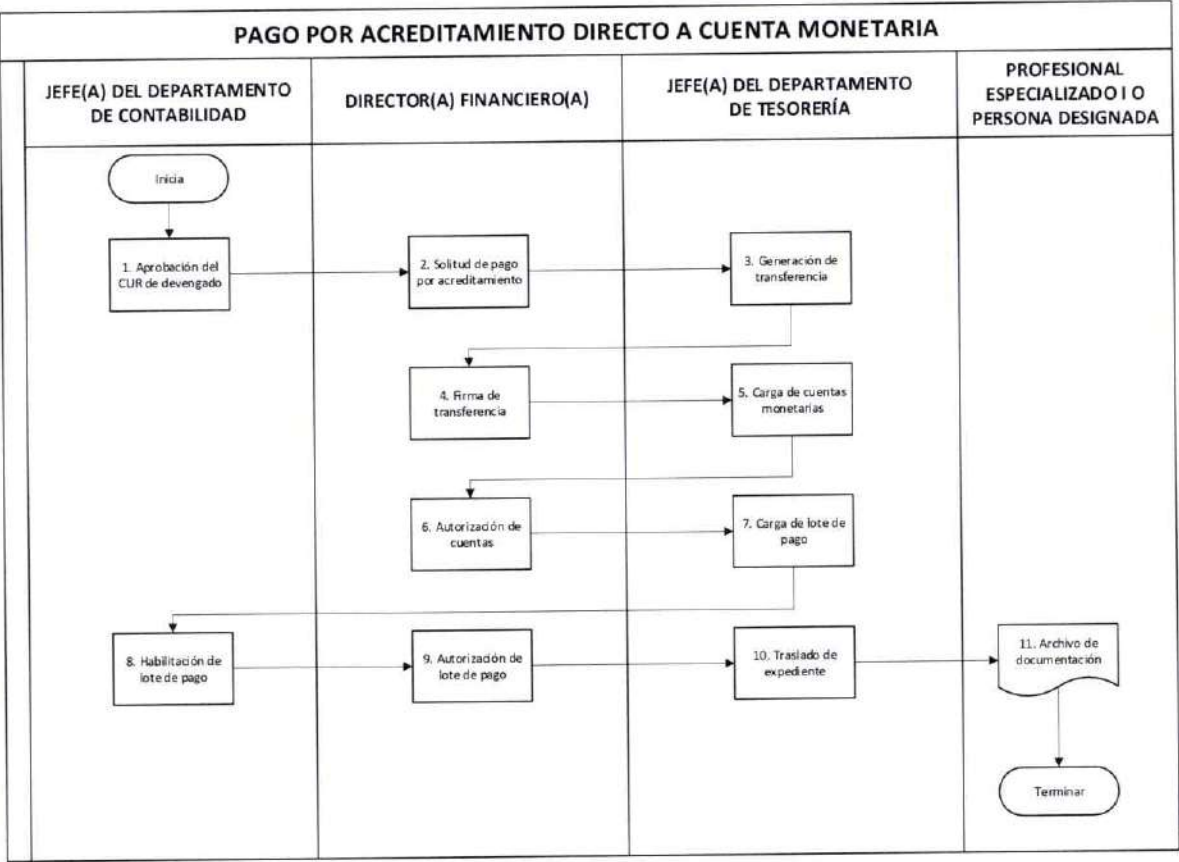 PAGO POR ACREDITAMIENTO DIRECTO A CUENTA MONETARIA
JEFE(A) DEL DEPARTAMENTO
DE CONTABILIDAD
DIRECTOR(A) FINANCIERO(A)
JEFE(A) DEL DEPARTAMENTO
DE TESORERÍA
PROFESIONAL
ESPECIALIZADO I O
PERSONA DESIGNADA
Inicia
1. Aprobación del
CUR de devengado
2. Solitud de pago
por acreditamiento
3. Generación de
transferencia
4. Firma de
transferencia
5. Carga de cuentas
monetarias
6. Autorización de
cuentas
7. Carga de lote de
pago
8. Habilitación de
lote de pago
9. Autorización de
lote de pago
10. Traslado de
expediente
11. Archivo de
documentación
Terminar